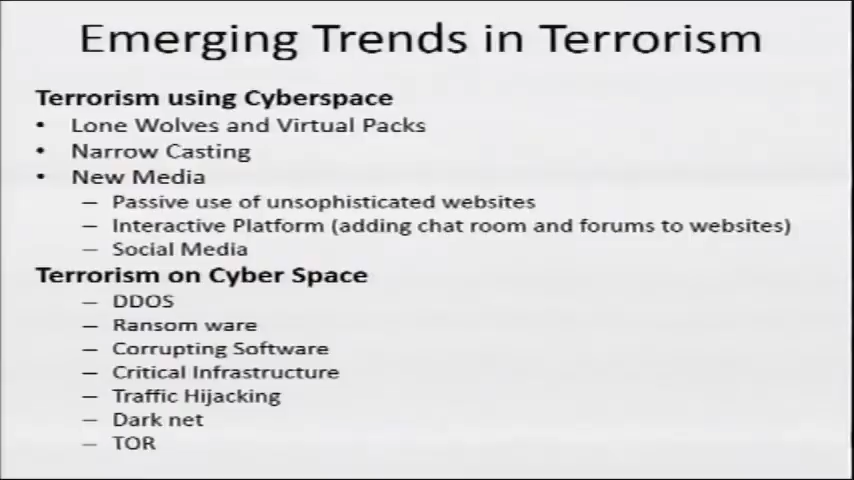 Emerging Trends in Terrorism
Terrorism using Cyberspace
• Lone Wolves and Virtual Packs
• Narrow Casting
• New Media
– Passive use of unsophisticated websites
– Interactive Platform (adding chat room and forums to websites)
– Social Media
Terrorism on Cyber Space
– DDOS
– Ransom ware
– Corrupting Software
– Critical Infrastructure
– Traffic Hijacking
– Dark net
– TOR